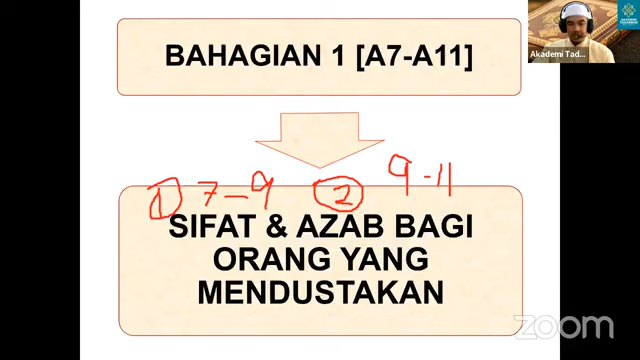 BAHAGIAN 1 [A7-A11]
1 7-9 2 9-11
SIFAT & AZAB BAGI
ORANG YANG
MENDUSTAKAN
Akademi Tad...
zoom